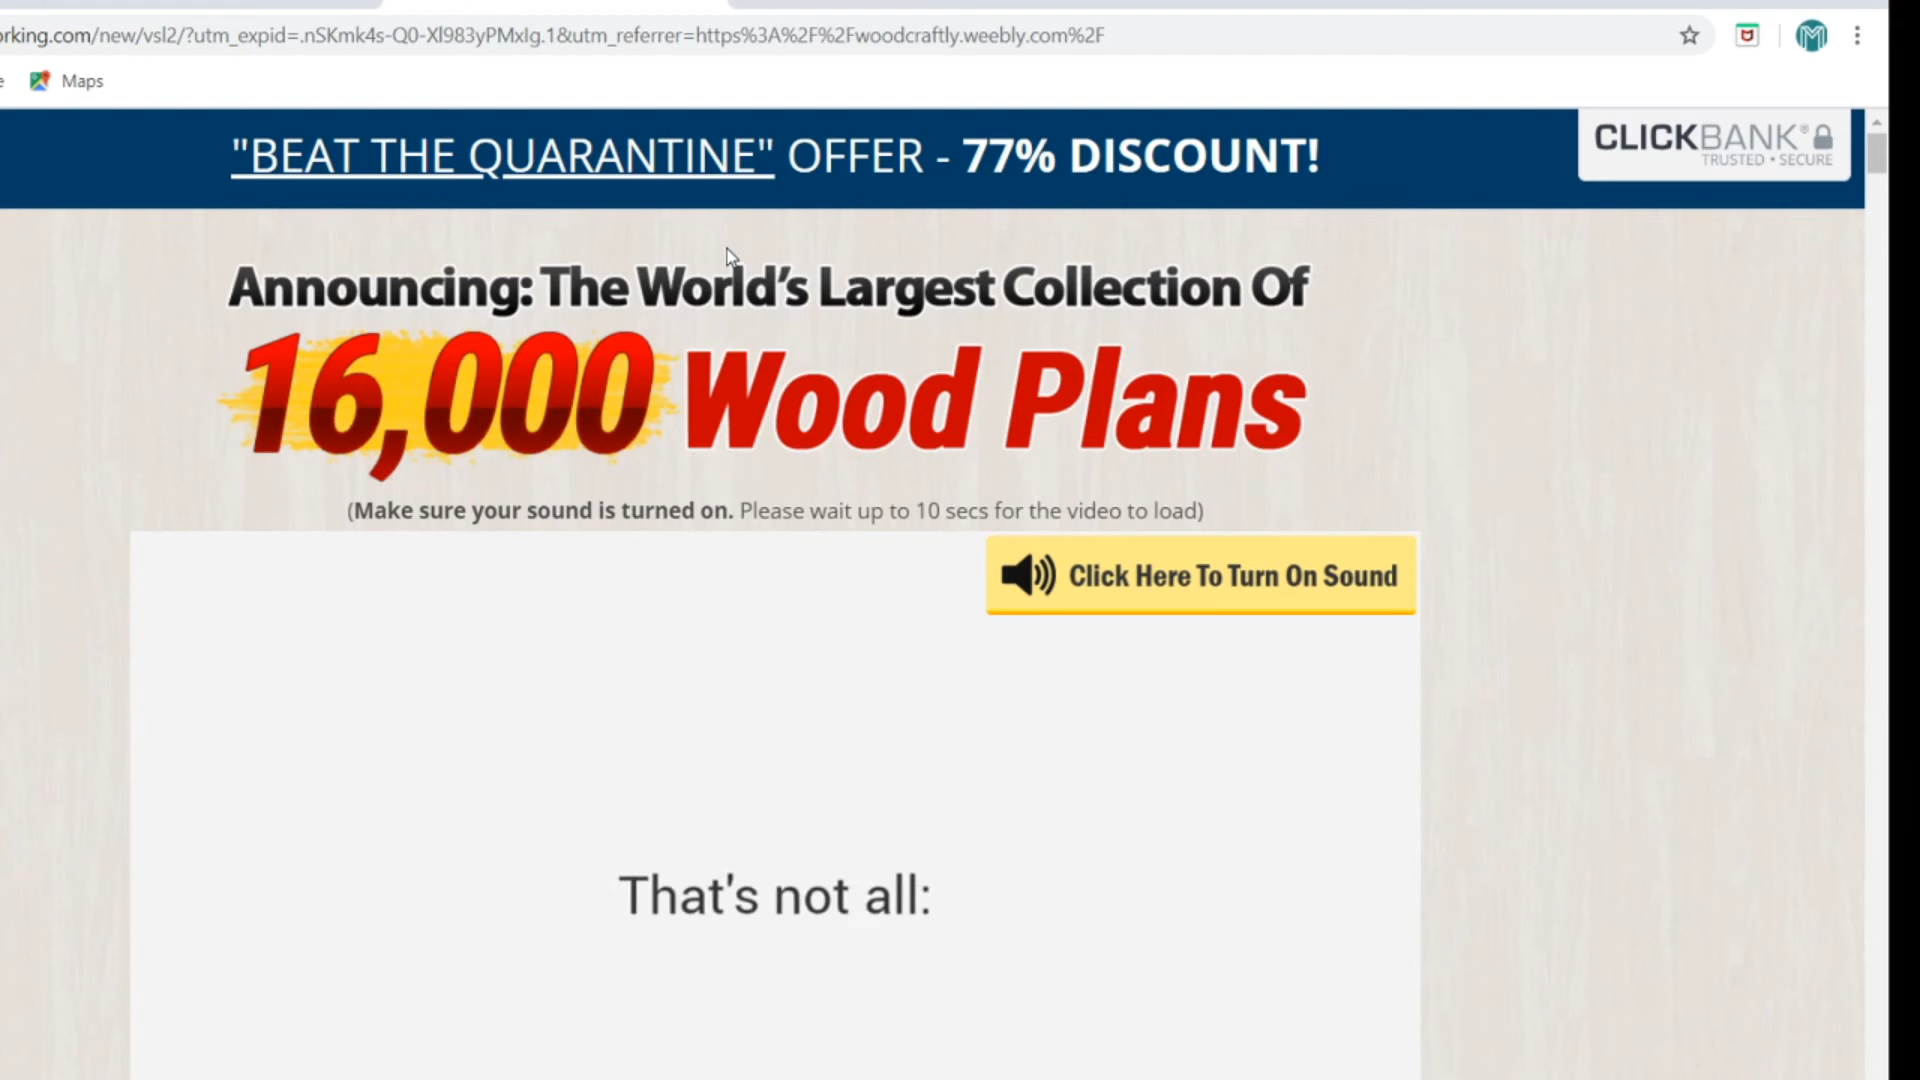 rking.com/new/vsl2/?utm_expid=.nSKmk4s-Q0-Xl983yPMxIg.1&utm_referrer=https%3A%2F%2Fwoodcraftly.weebly.com%2F
Maps
"BEAT THE QUARANTINE" OFFER - 77% DISCOUNT!
CLICKBANK®
TRUSTED • SECURE
Announcing: The World's Largest Collection Of
16,000 Wood Plans
(Make sure your sound is turned on. Please wait up to 10 secs for the video to load)
Click Here To Turn On Sound
That's not all: